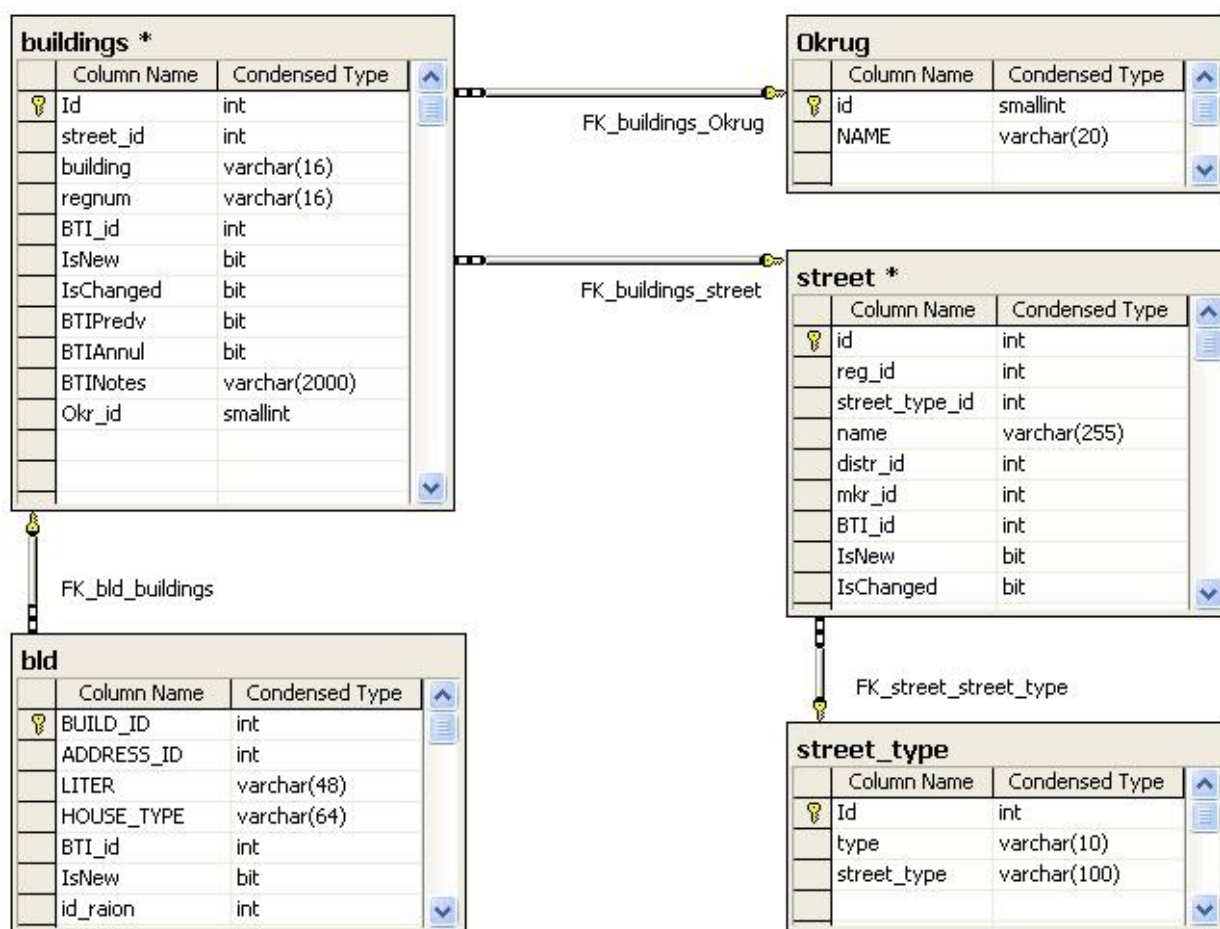 buildings *
Column Name Condensed Type
Id int
street_id int
building varchar(16)
regnum varchar(16)
BTI_id int
IsNew bit
IsChanged bit
BTIPredv bit
BTIAnnul bit
BTINotes varchar(2000)
Okr_id smallint
FK_buildings_Okrug
Okrug
Column Name Condensed Type
id smallint
NAME varchar(20)
FK_buildings_street
street *
Column Name Condensed Type
id int
reg_id int
street_type_id int
name varchar(255)
distr_id int
mkr_id int
BTI_id int
IsNew bit
IsChanged bit
FK_bld_buildings
bld
Column Name Condensed Type
BUILD_ID int
ADDRESS_ID int
LITER varchar(48)
HOUSE_TYPE varchar(64)
BTI_id int
IsNew bit
id_raion int
FK_street_street_type
street_type
Column Name Condensed Type
Id int
type varchar(10)
street_type varchar(100)